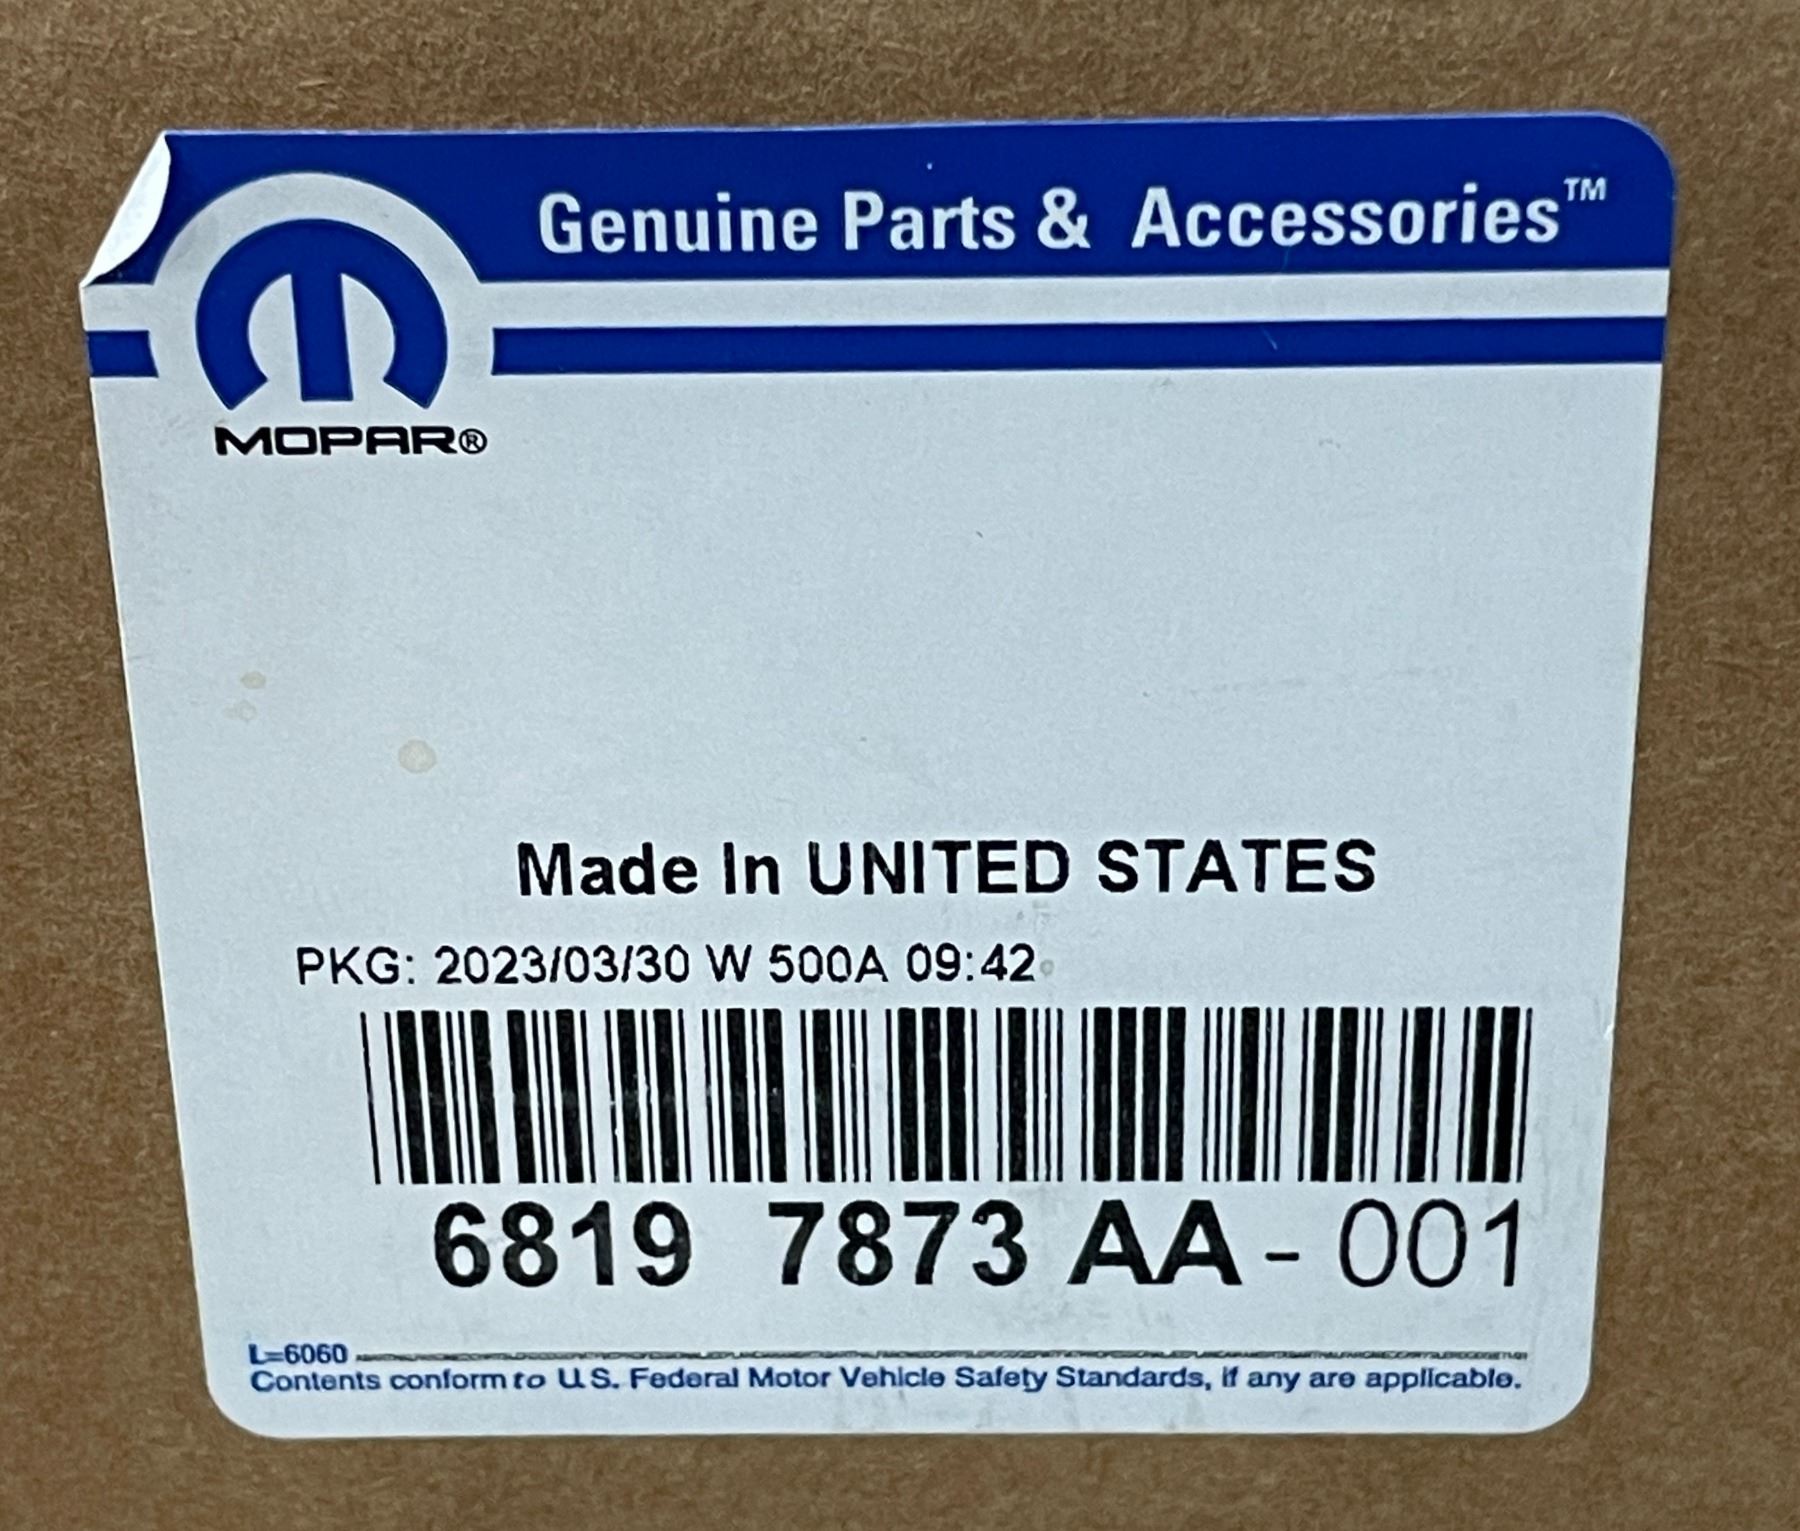 Genuine Parts & Accessories™
MOPAR®
Made In UNITED STATES
PKG: 2023/03/30 W 500A 09:42
6819 7873 AA - 001
L=6060
Contents conform to U.S. Federal Motor Vehicle Safety Standards, if any are applicable.